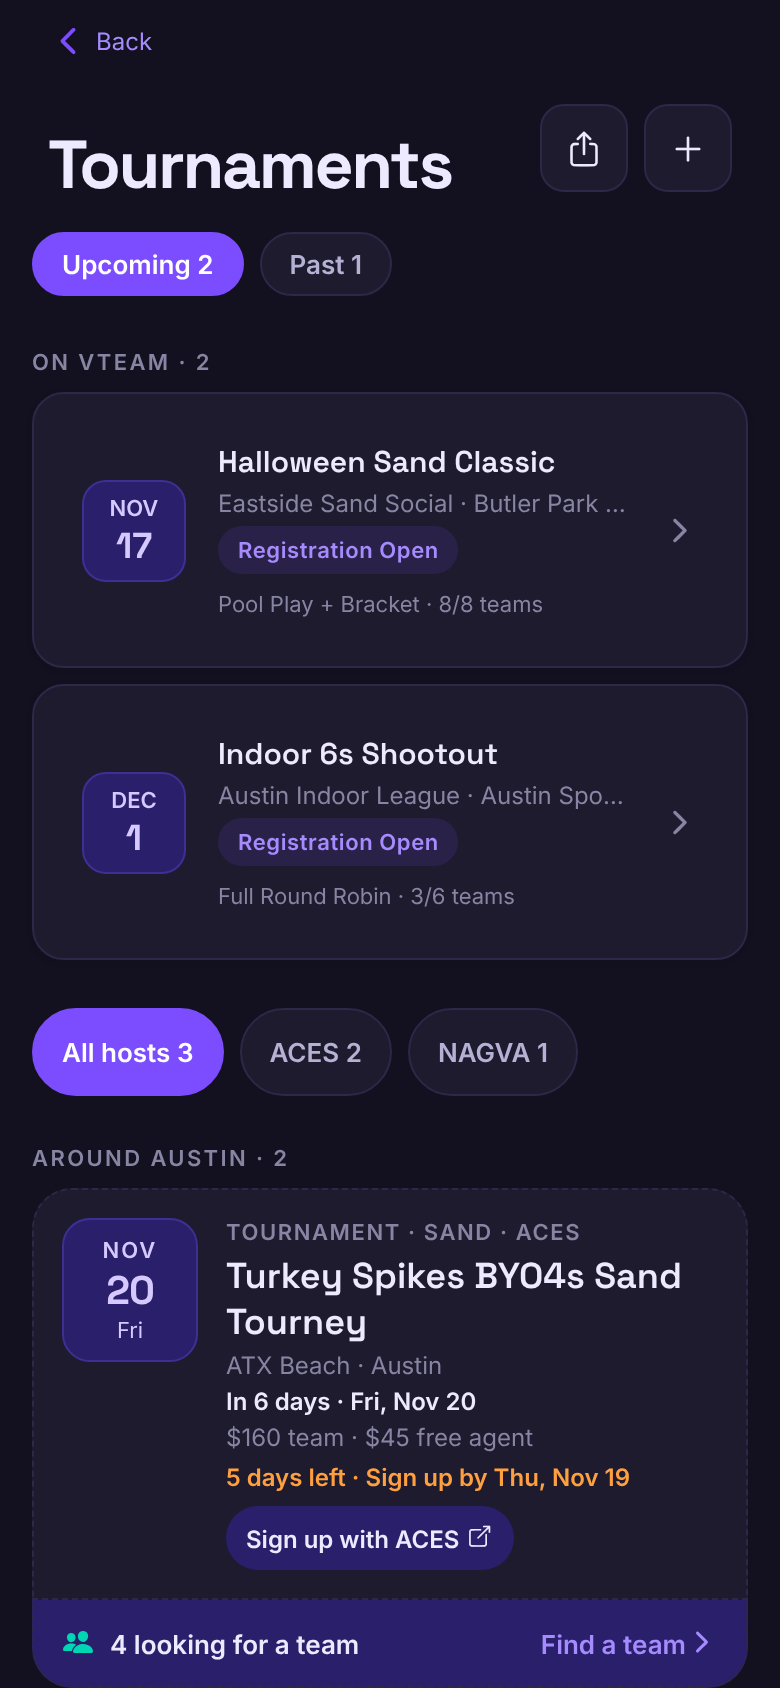 Back
Tournaments
Upcoming 2
Past 1
ON VTEAM · 2
NOV
17
Halloween Sand Classic
Eastside Sand Social · Butler Park ...
Registration Open
Pool Play + Bracket · 8/8 teams
DEC
1
Indoor 6s Shootout
Austin Indoor League · Austin Spo...
Registration Open
Full Round Robin · 3/6 teams
All hosts 3
ACES 2
NAGVA 1
AROUND AUSTIN · 2
NOV
20
Fri
TOURNAMENT · SAND · ACES
Turkey Spikes BYO4s Sand
Tourney
ATX Beach · Austin
In 6 days · Fri, Nov 20
$160 team · $45 free agent
5 days left · Sign up by Thu, Nov 19
Sign up with ACES
4 looking for a team
Find a team